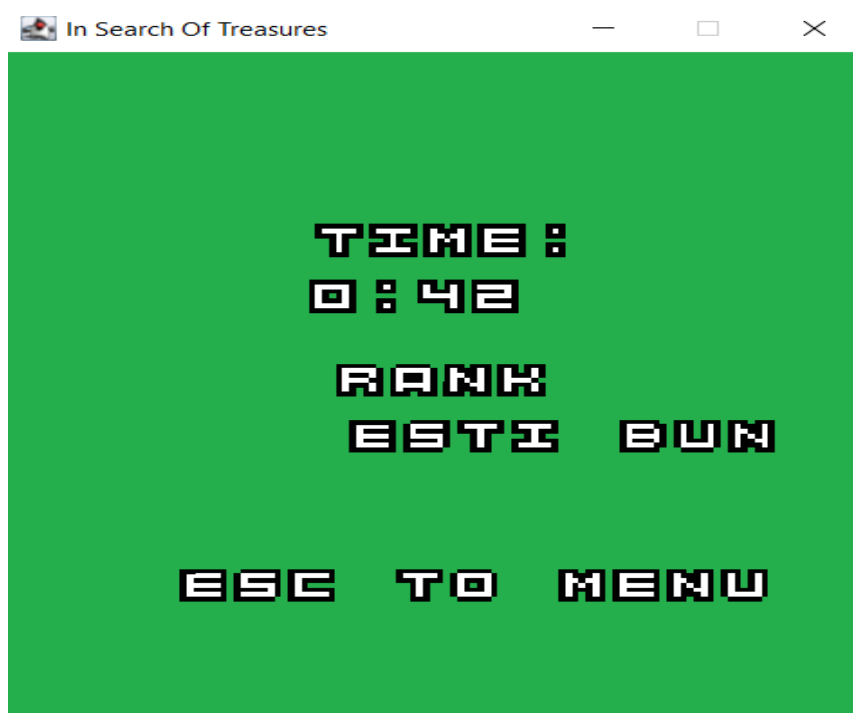 In Search Of Treasures
TIME:
0:42
RANK
ESTI BUN
ESC TO MENU